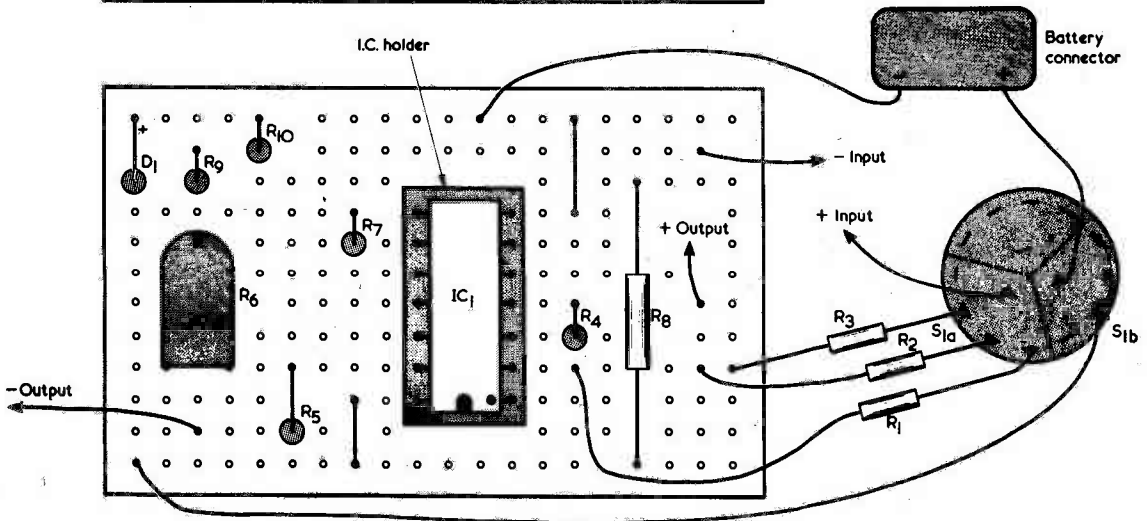 I.C. holder
Battery
connector
- +
+
R10
D1
R9
- Input
+ Input
R7
+ Output
R6
IC1
R4
R8
R3
S1a
S1b
R2
- Output
R5
R1